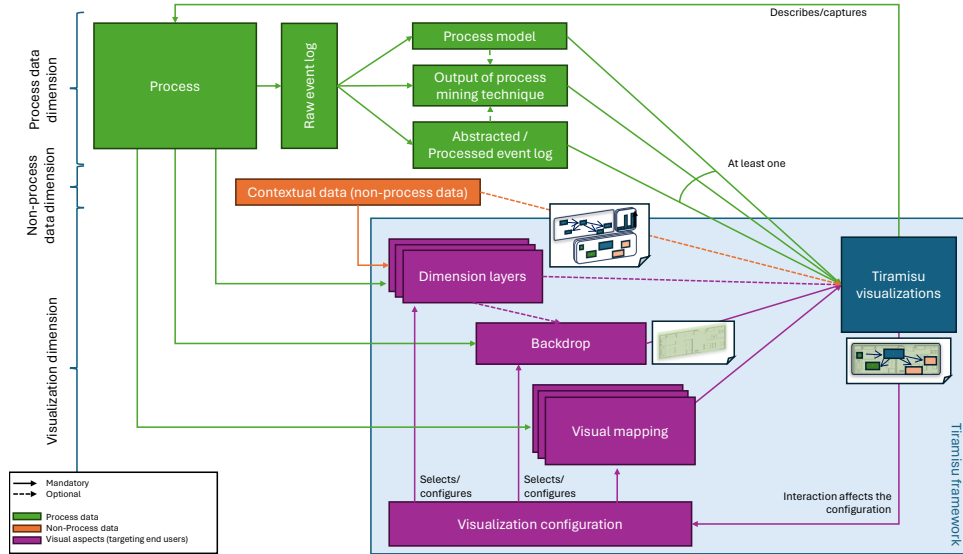 Describes/captures
Process data
dimension
Process
Raw event log
Process model
Output of process
mining technique
Abstracted /
Processed event log
At least one
Non-process
data dimension
Contextual data (non-process data)
Visualization dimension
Dimension layers
Tiramisu
visualizations
Backdrop
Visual mapping
Tiramisu framework
Selects/
configures
Selects/
configures
Interaction affects the
configuration
Visualization configuration
Mandatory
Optional
Process data
Non-Process data
Visual aspects (targeting end users)